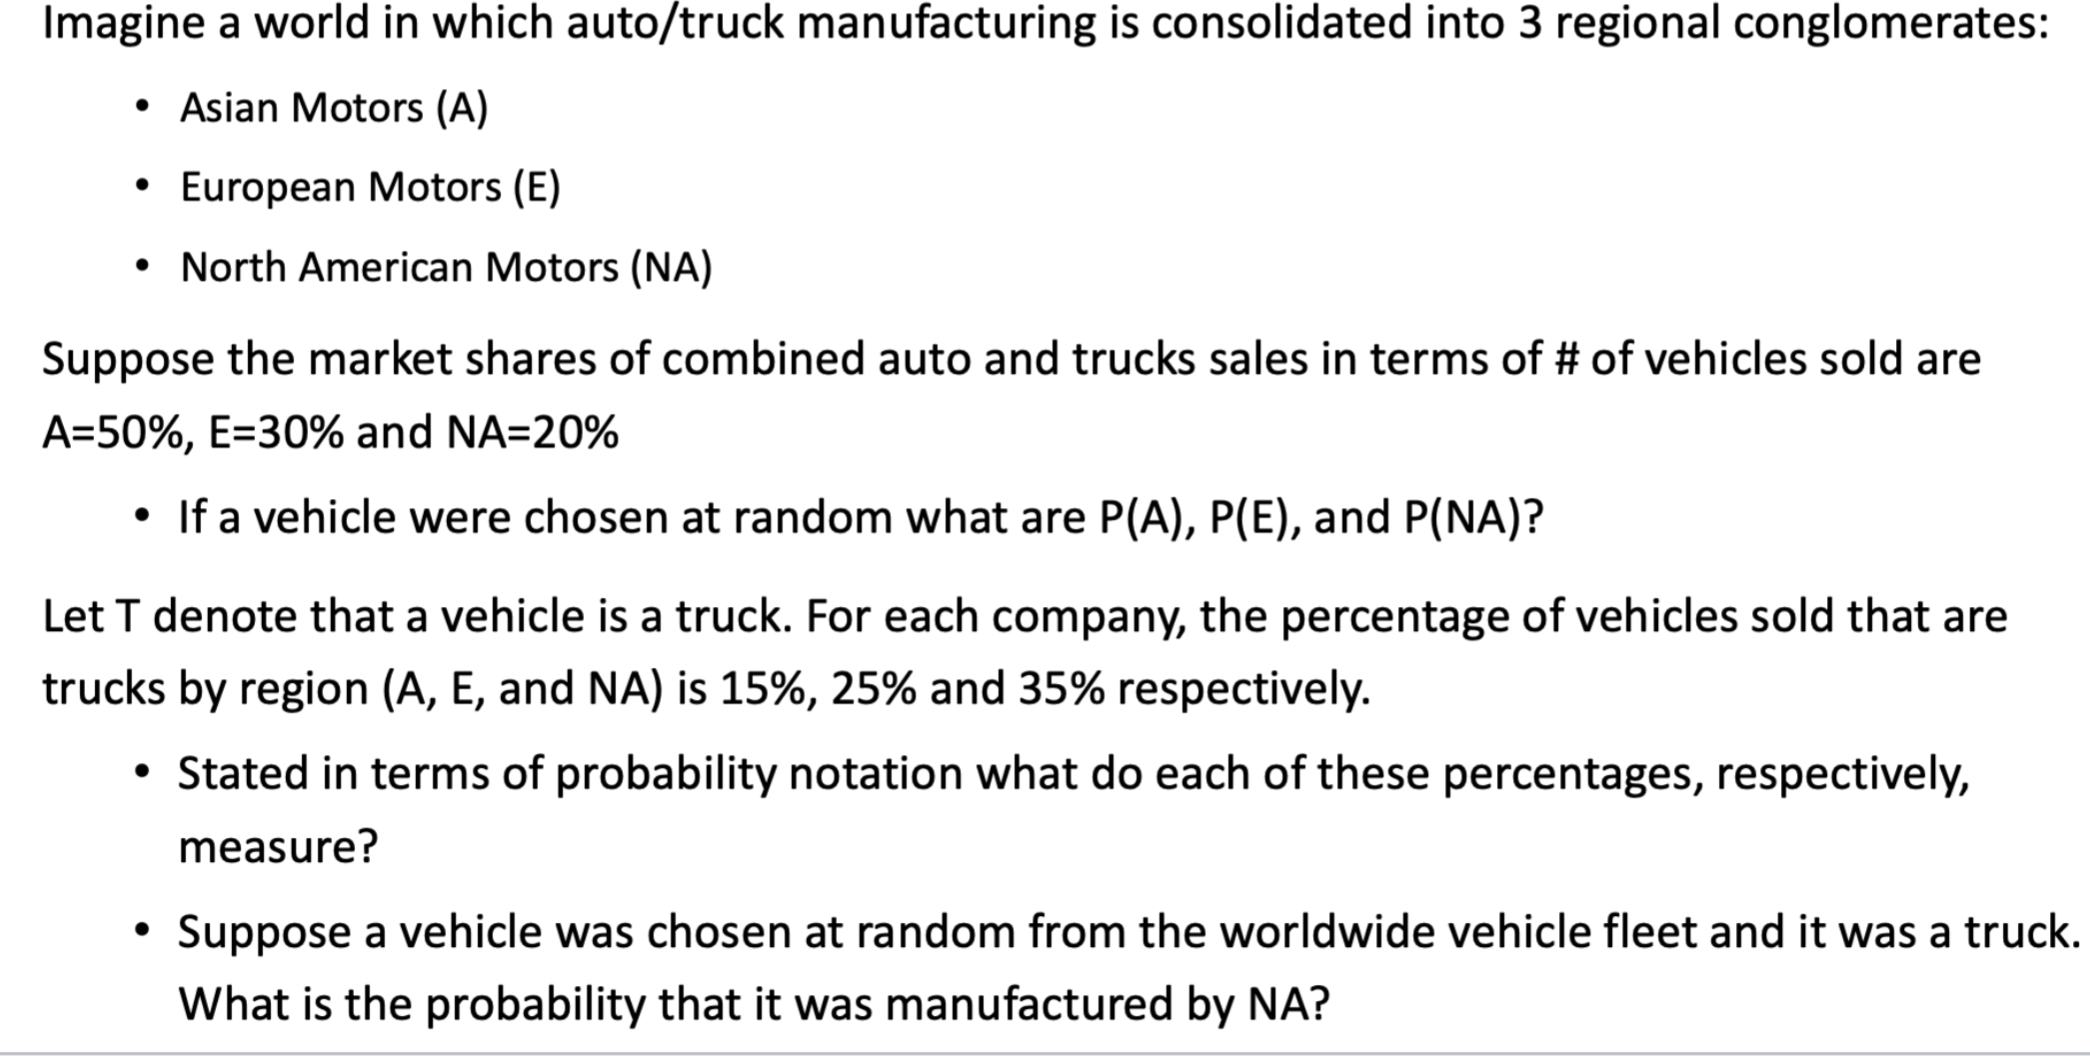 Imagine a world in which auto/truck manufacturing is consolidated into 3 regional conglomerates:
• Asian Motors (A)
• European Motors (E)
• North American Motors (NA)
Suppose the market shares of combined auto and trucks sales in terms of # of vehicles sold are
A=50%, E=30% and NA=20%
• If a vehicle were chosen at random what are P(A), P(E), and P(NA)?
Let T denote that a vehicle is a truck. For each company, the percentage of vehicles sold that are
trucks by region (A, E, and NA) is 15%, 25% and 35% respectively.
• Stated in terms of probability notation what do each of these percentages, respectively,
measure?
• Suppose a vehicle was chosen at random from the worldwide vehicle fleet and it was a truck.
What is the probability that it was manufactured by NA?